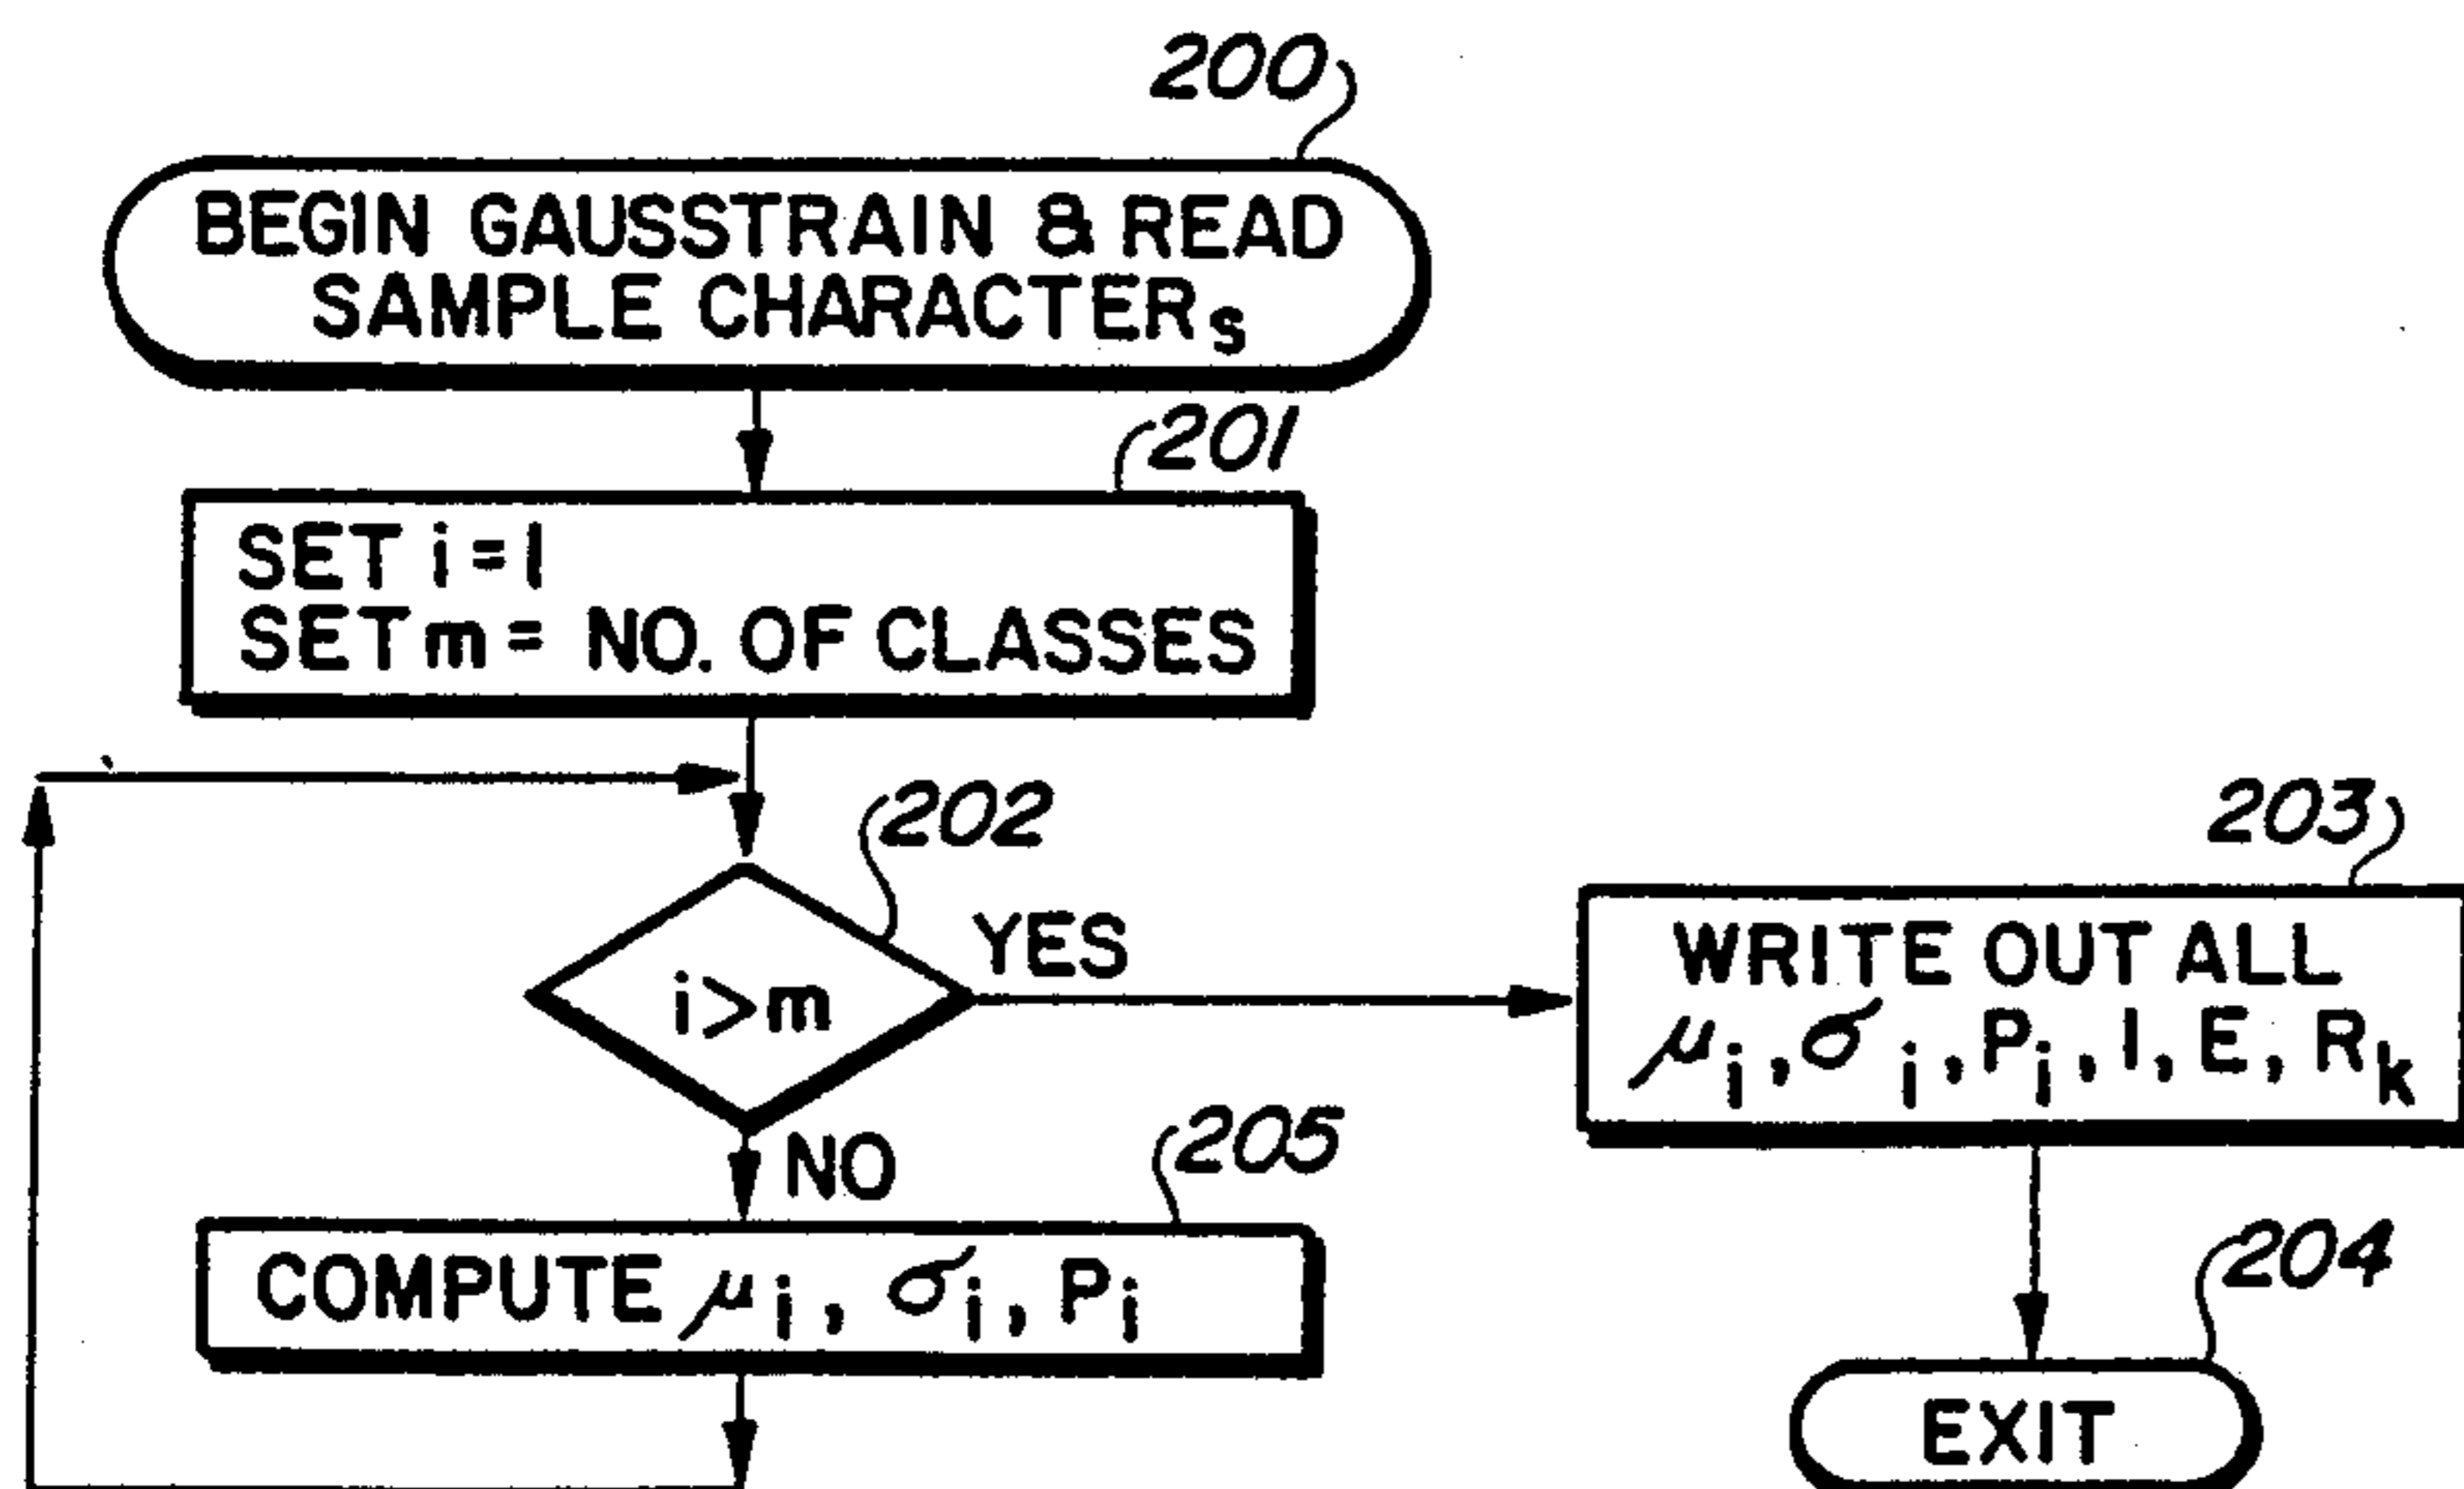 200
BEGIN GAUSSTRAIN & READ
SAMPLE CHARACTERs
201
SET i=1
SET m= NO. OF CLASSES
202
i>m
YES
203
WRITE OUT ALL
μi, σi, Pi, I, E, Rk
NO
205
COMPUTE μi, σi, Pi
204
EXIT